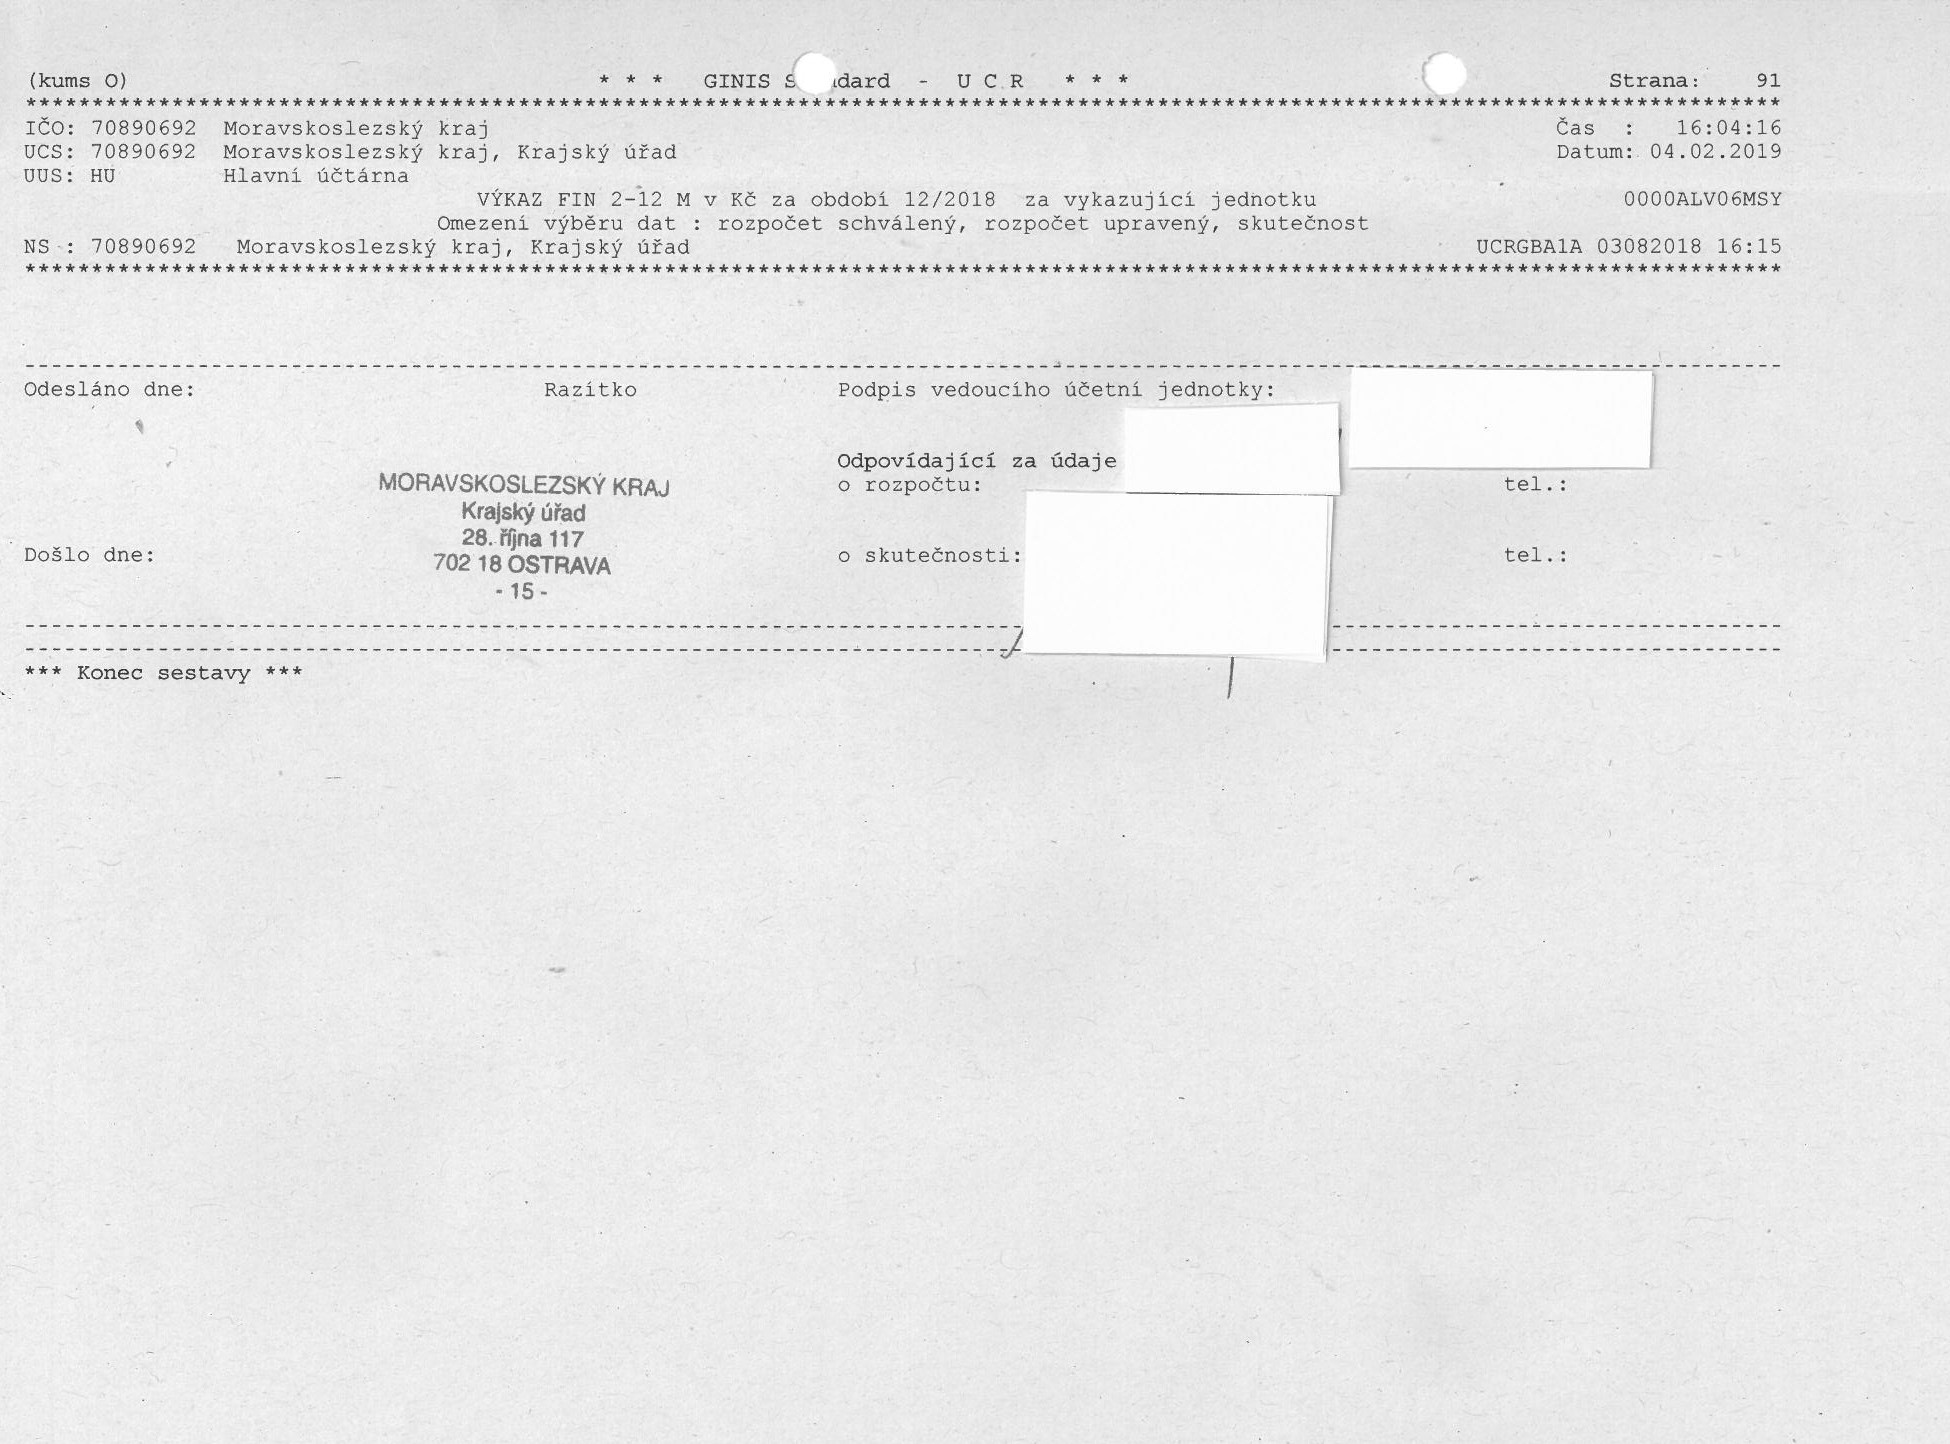 (kums O) * * * GINIS S dard - U C R * * * Strana: 91
************************************************************************************************************************************
IČO: 70890692 Moravskoslezský kraj Čas : 16:04:16
UCS: 70890692 Moravskoslezský kraj, Krajský úřad Datum: 04.02.2019
UUS: HU Hlavní účtárna
VÝKAZ FIN 2-12 M v Kč za období 12/2018 za vykazující jednotku 0000ALV06MSY
Omezení výběru dat : rozpočet schválený, rozpočet upravený, skutečnost
NS : 70890692 Moravskoslezský kraj, Krajský úřad UCRGBA1A 03082018 16:15
************************************************************************************************************************************
Odesláno dne: Razítko Podpis vedoucího účetní jednotky:
Odpovídající za údaje
o rozpočtu: tel.:
MORAVSKOSLEZSKÝ KRAJ
Krajský úřad
28. října 117
702 18 OSTRAVA
- 15 -
Došlo dne: o skutečnosti: tel.:
*** Konec sestavy ***